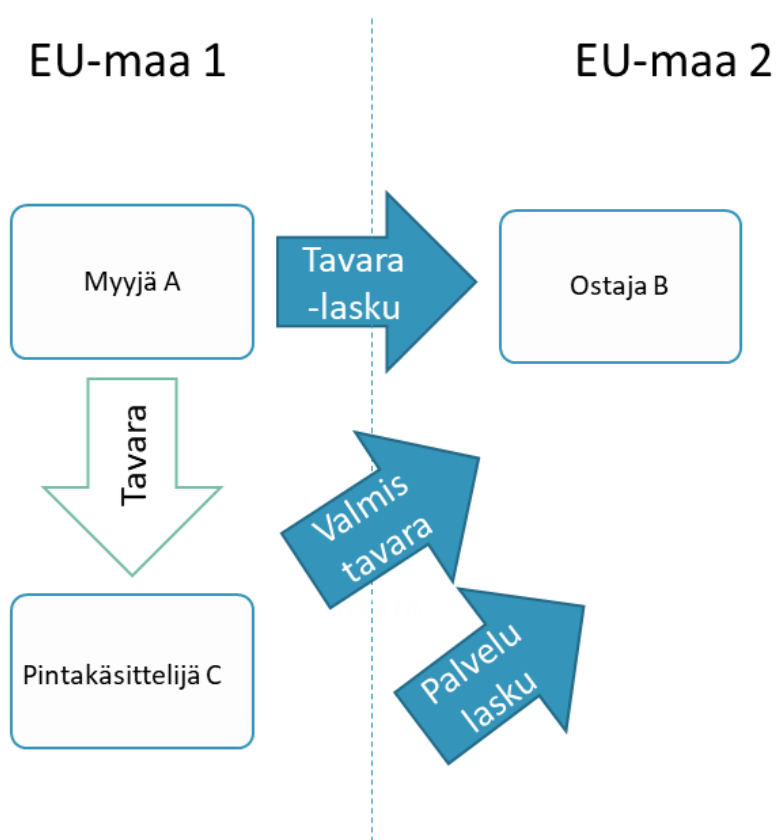 EU-maa 1
EU-maa 2
Myyjä A
Tavara
-lasku
Ostaja B
Tavara
Valmis
tavara
Palvelu
lasku
Pintakäsittelijä C